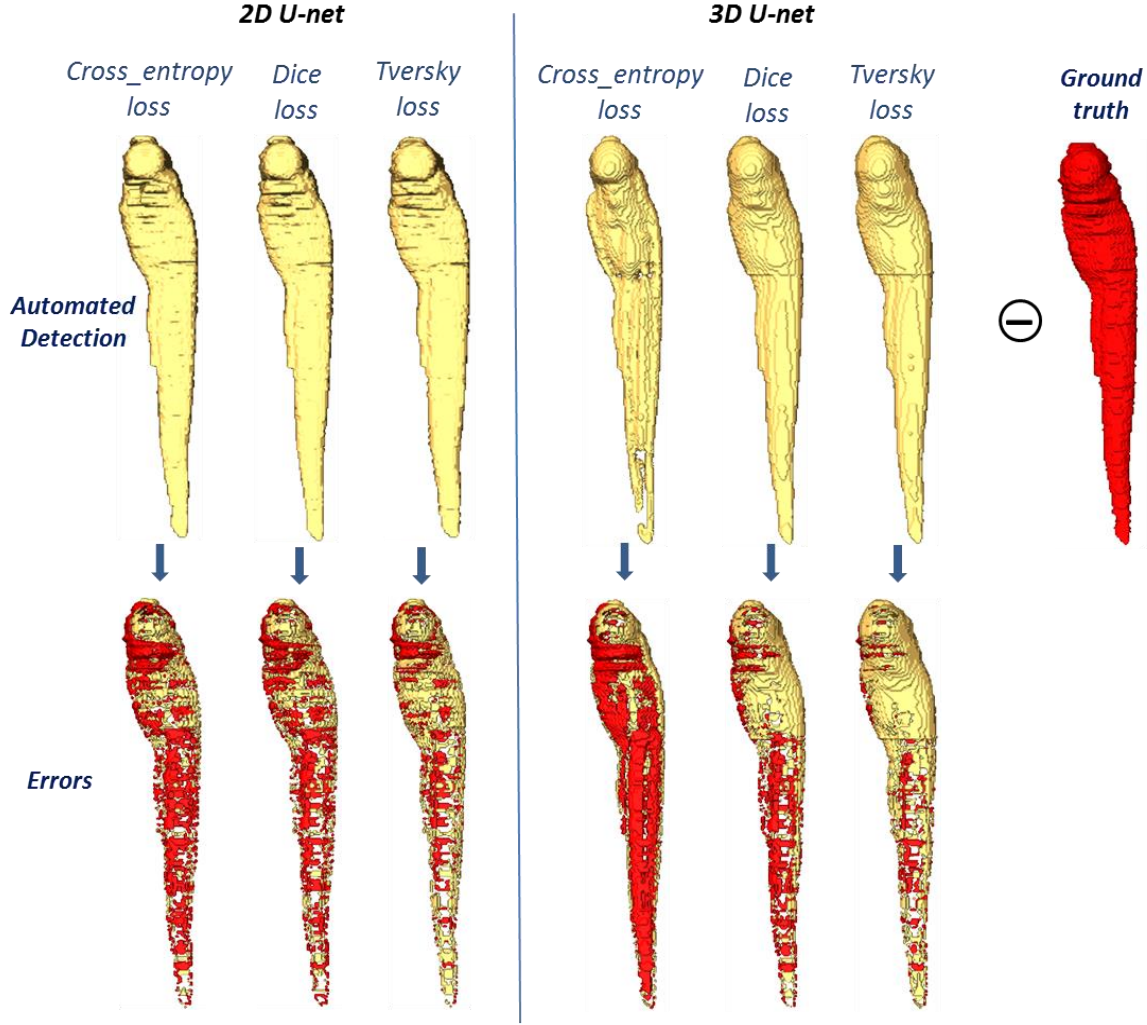 2D U-net
3D U-net
Cross_entropy
loss
Dice
loss
Tversky
loss
Cross_entropy
loss
Dice
loss
Tversky
loss
Ground
truth
Automated
Detection
Errors